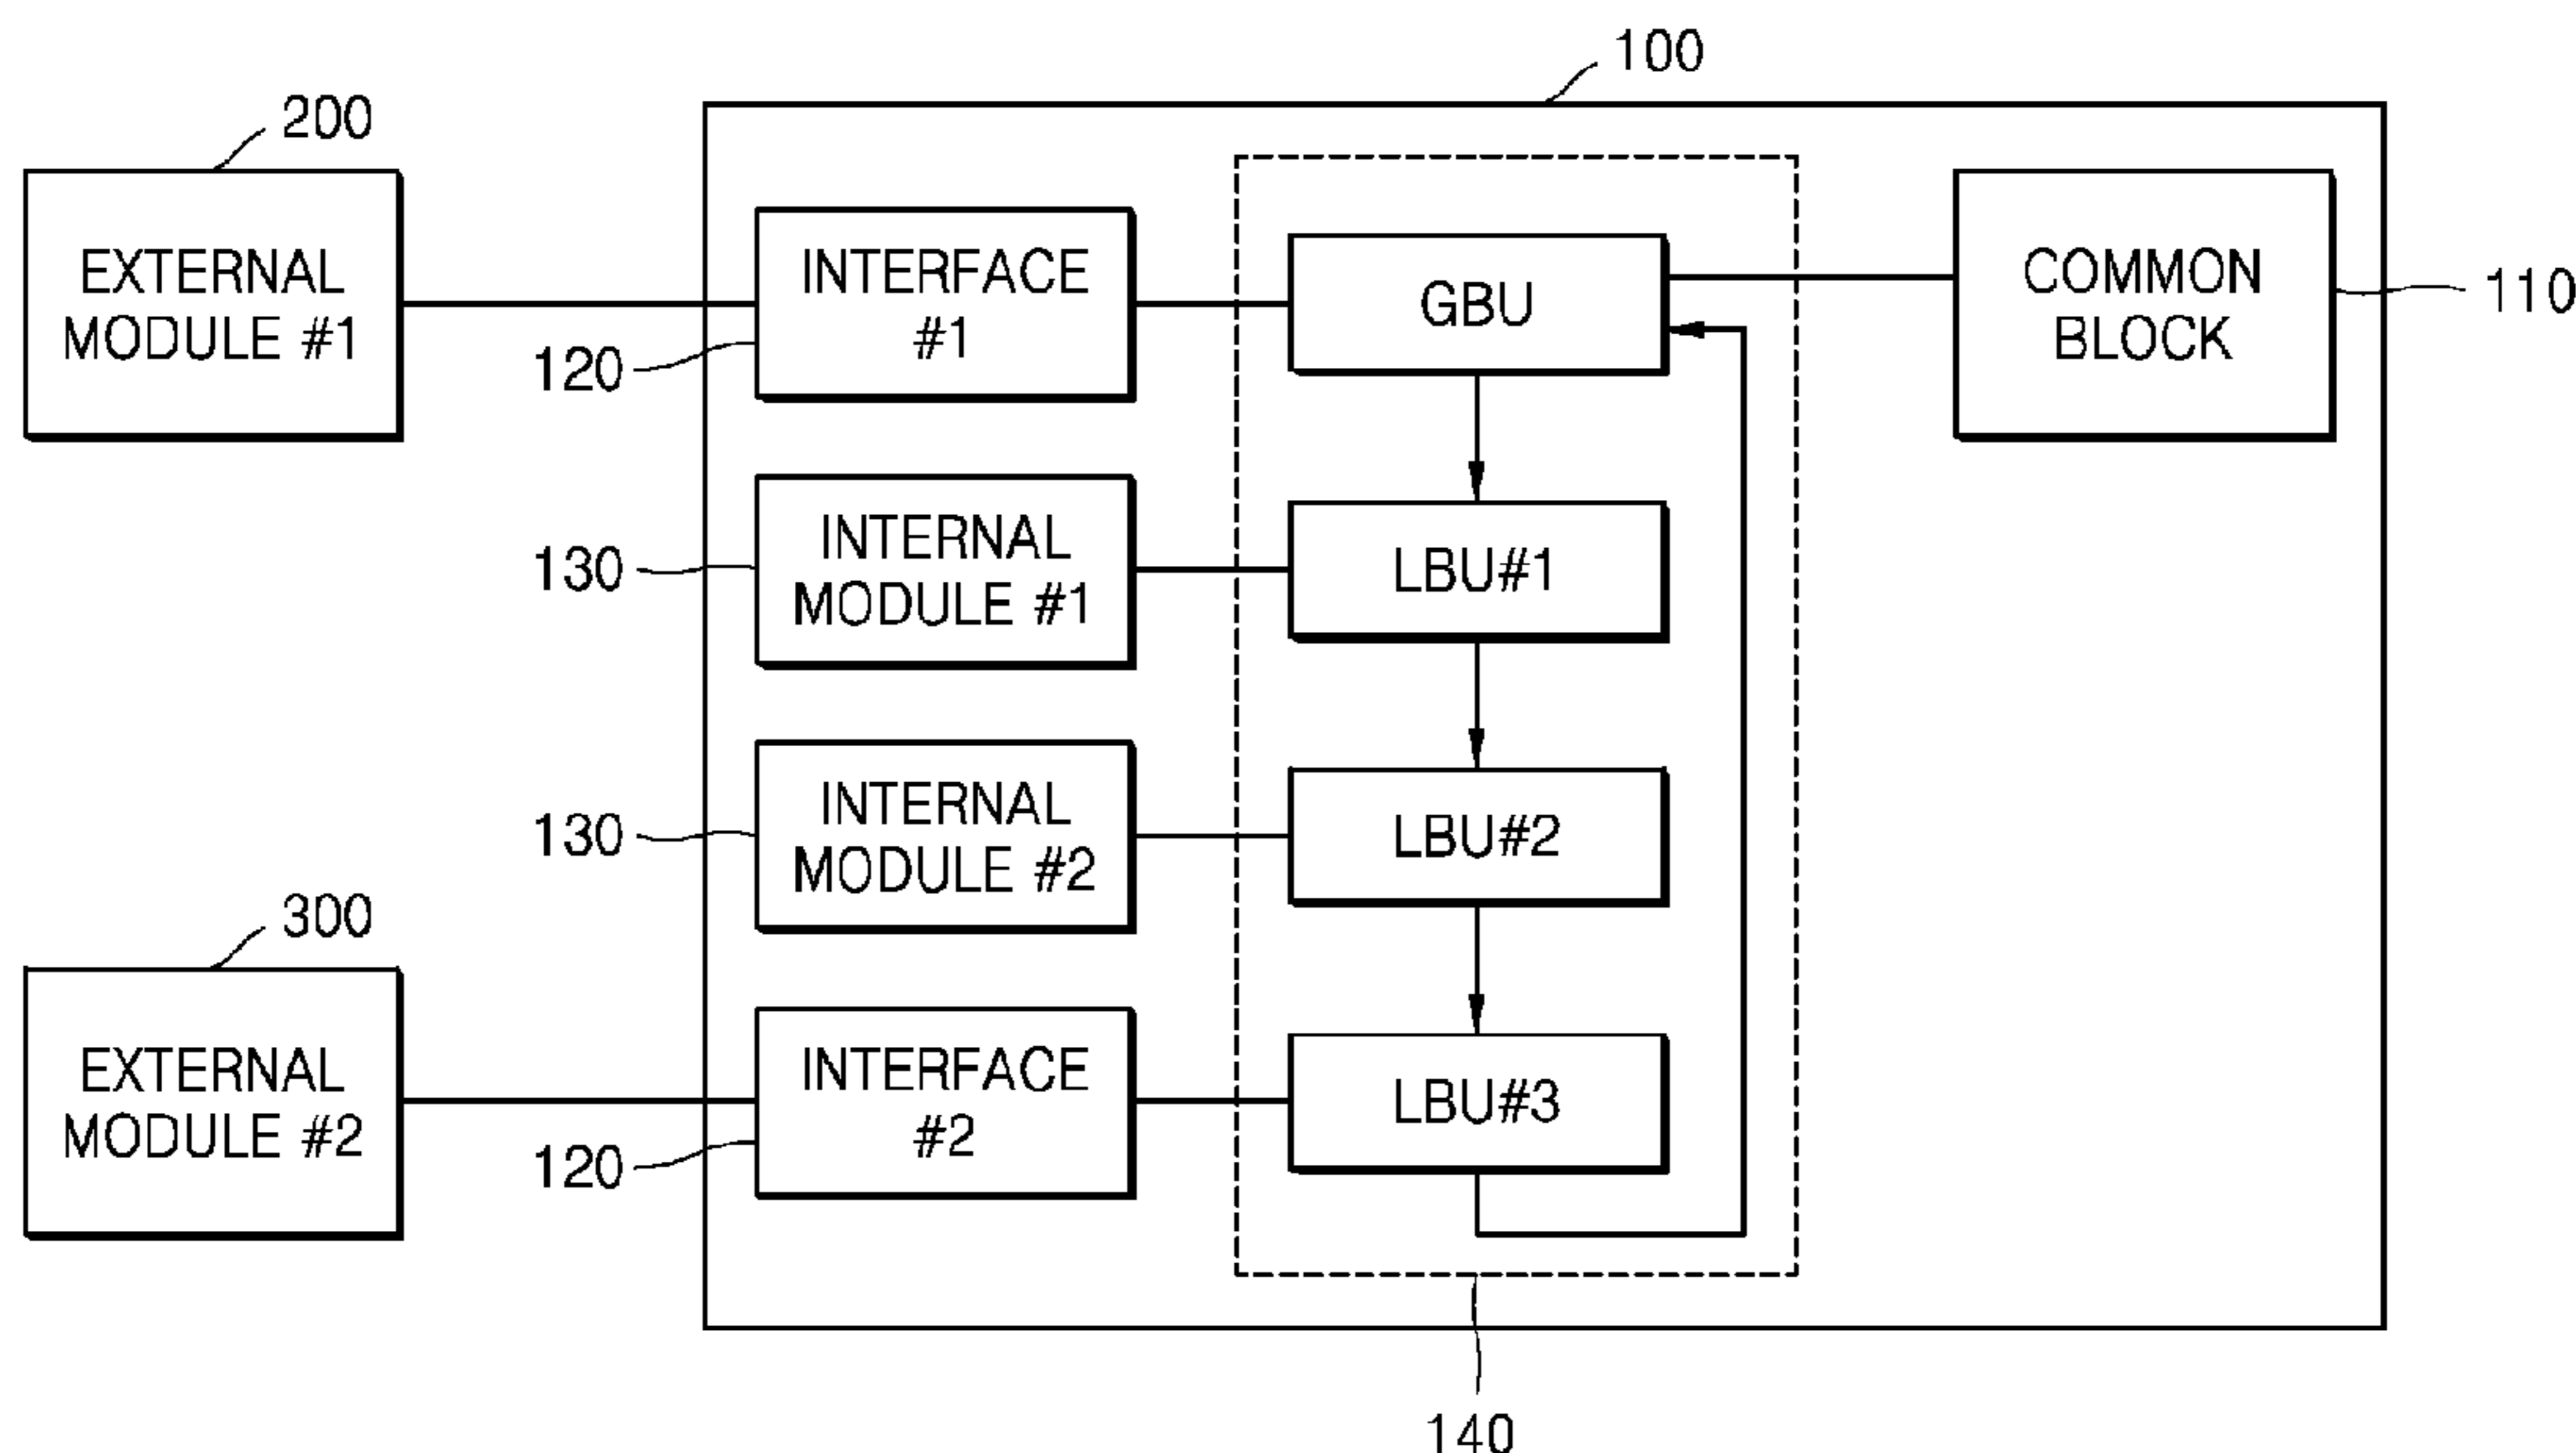 100
200
EXTERNAL
MODULE #1
INTERFACE
#1
GBU
COMMON
BLOCK
110
120
INTERNAL
MODULE #1
130
LBU#1
INTERNAL
MODULE #2
130
LBU#2
300
EXTERNAL
MODULE #2
INTERFACE
#2
120
LBU#3
140